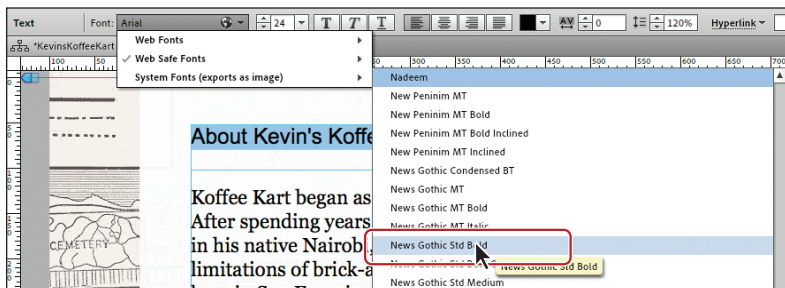 Text Font: Arial 24 T T T AV 0 120% Hyperlink
*KevinsKoffeeKart
Web Fonts
Web Safe Fonts
System Fonts (exports as image)
100 50 350 400 450 500 550 600 650 700
Nadeem
New Peninim MT
New Peninim MT Bold
New Peninim MT Bold Inclined
New Peninim MT Inclined
News Gothic Condensed BT
News Gothic MT
News Gothic MT Bold
News Gothic MT Italic
News Gothic Std Bold
News Gothic Std Bold
News Gothic Std Medium
About Kevin's Koffe
Koffee Kart began as
After spending years
in his native Nairobi,
limitations of brick-a
CEMETERY